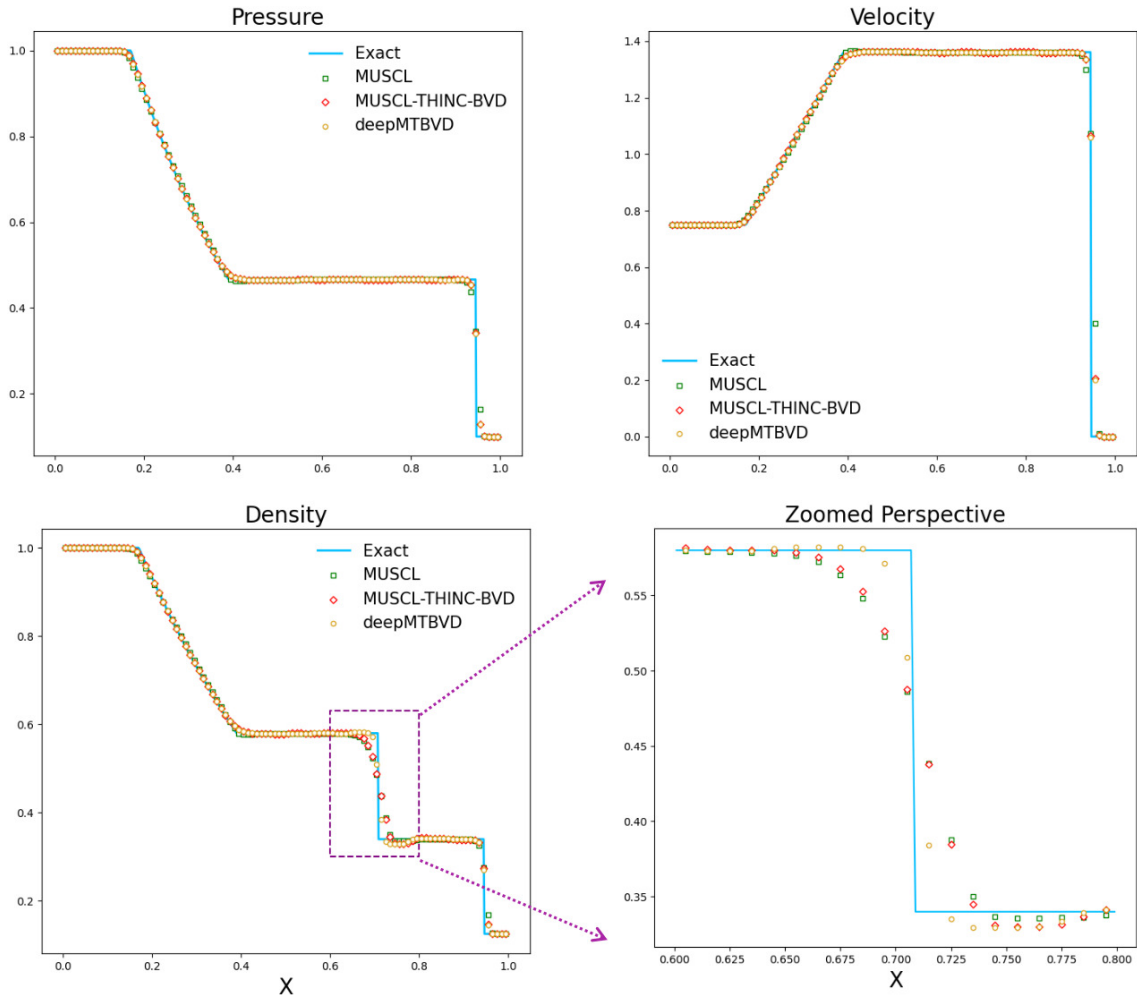 Pressure
Exact
MUSCL
MUSCL-THINC-BVD
deepMTBVD
1.0
0.8
0.6
0.4
0.2
0.0 0.2 0.4 0.6 0.8 1.0
Velocity
1.4
1.2
1.0
0.8
0.6
0.4
0.2
0.0
Exact
MUSCL
MUSCL-THINC-BVD
deepMTBVD
0.0 0.2 0.4 0.6 0.8 1.0
Density
Exact
MUSCL
MUSCL-THINC-BVD
deepMTBVD
1.0
0.8
0.6
0.4
0.2
0.0 0.2 0.4 0.6 0.8 1.0
X
Zoomed Perspective
0.55
0.50
0.45
0.40
0.35
0.600 0.625 0.650 0.675 0.700 0.725 0.750 0.775 0.800
X